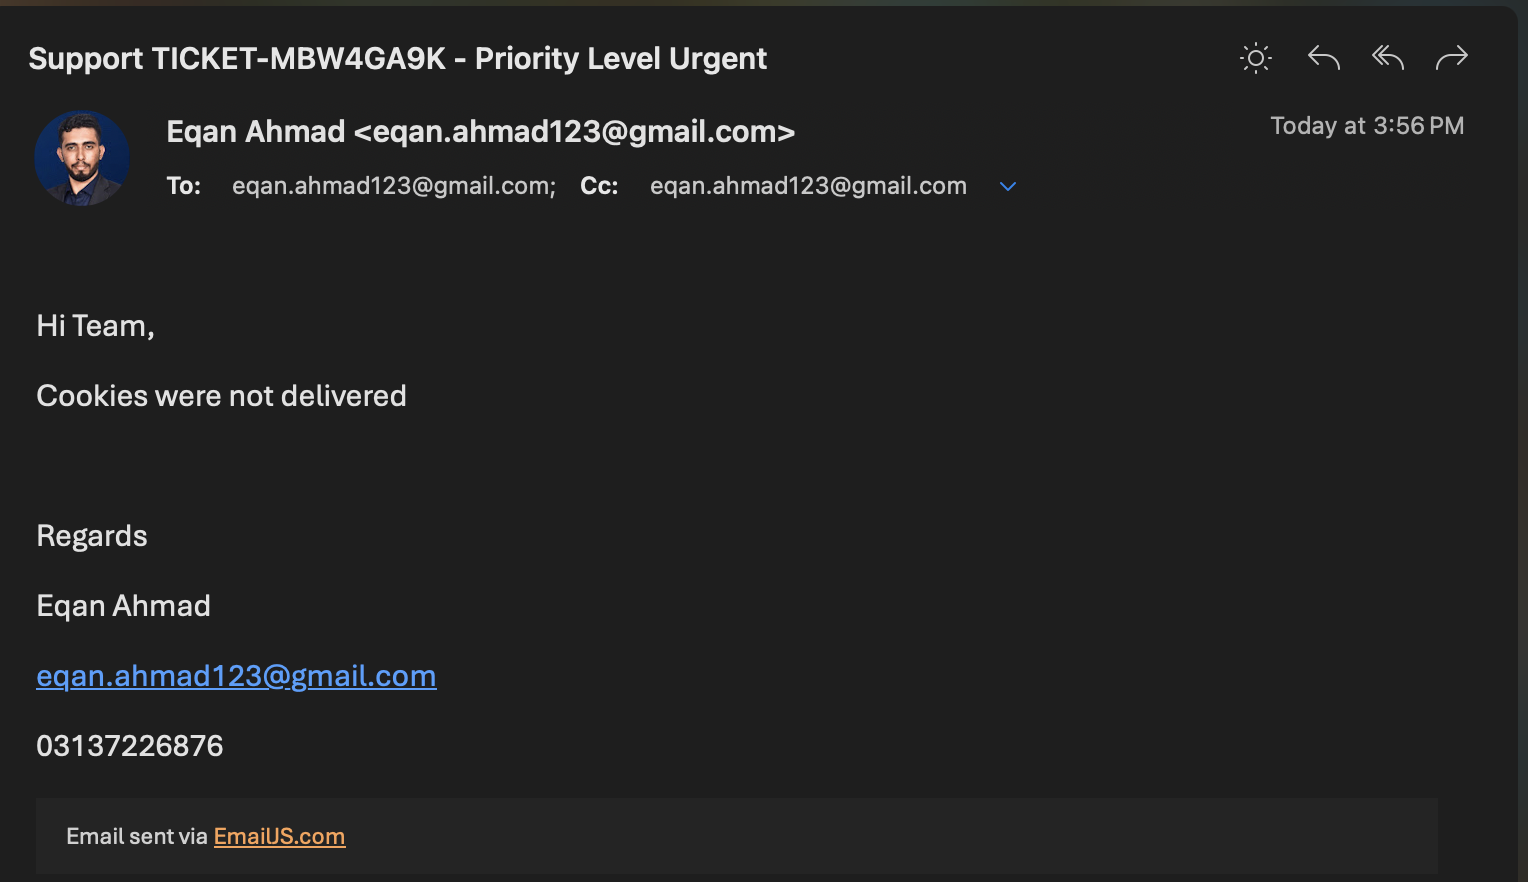 Support TICKET-MBW4GA9K - Priority Level Urgent
Eqan Ahmad <eqan.ahmad123@gmail.com>
Today at 3:56 PM
To: eqan.ahmad123@gmail.com; Cc: eqan.ahmad123@gmail.com
Hi Team,
Cookies were not delivered
Regards
Eqan Ahmad
eqan.ahmad123@gmail.com
03137226876
Email sent via EmailJS.com